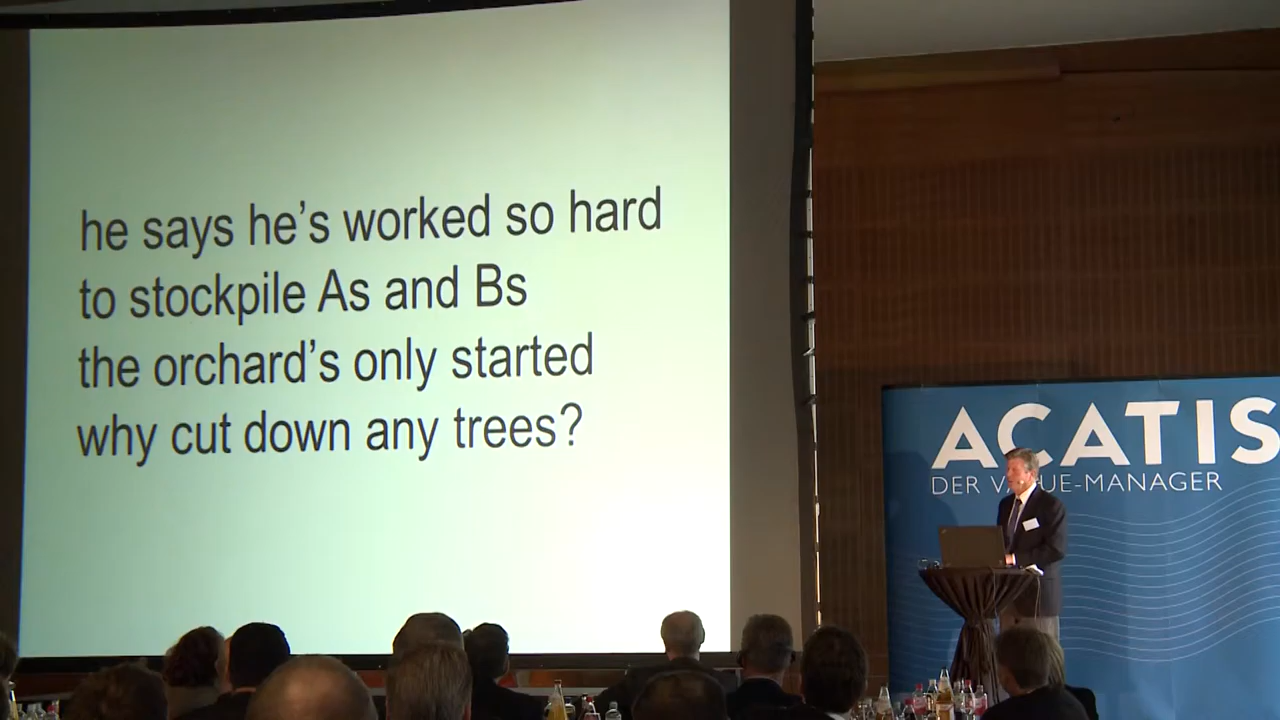 he says he’s worked so hard
to stockpile As and Bs
the orchard’s only started
why cut down any trees?
ACATIS
DER VALUE-MANAGER